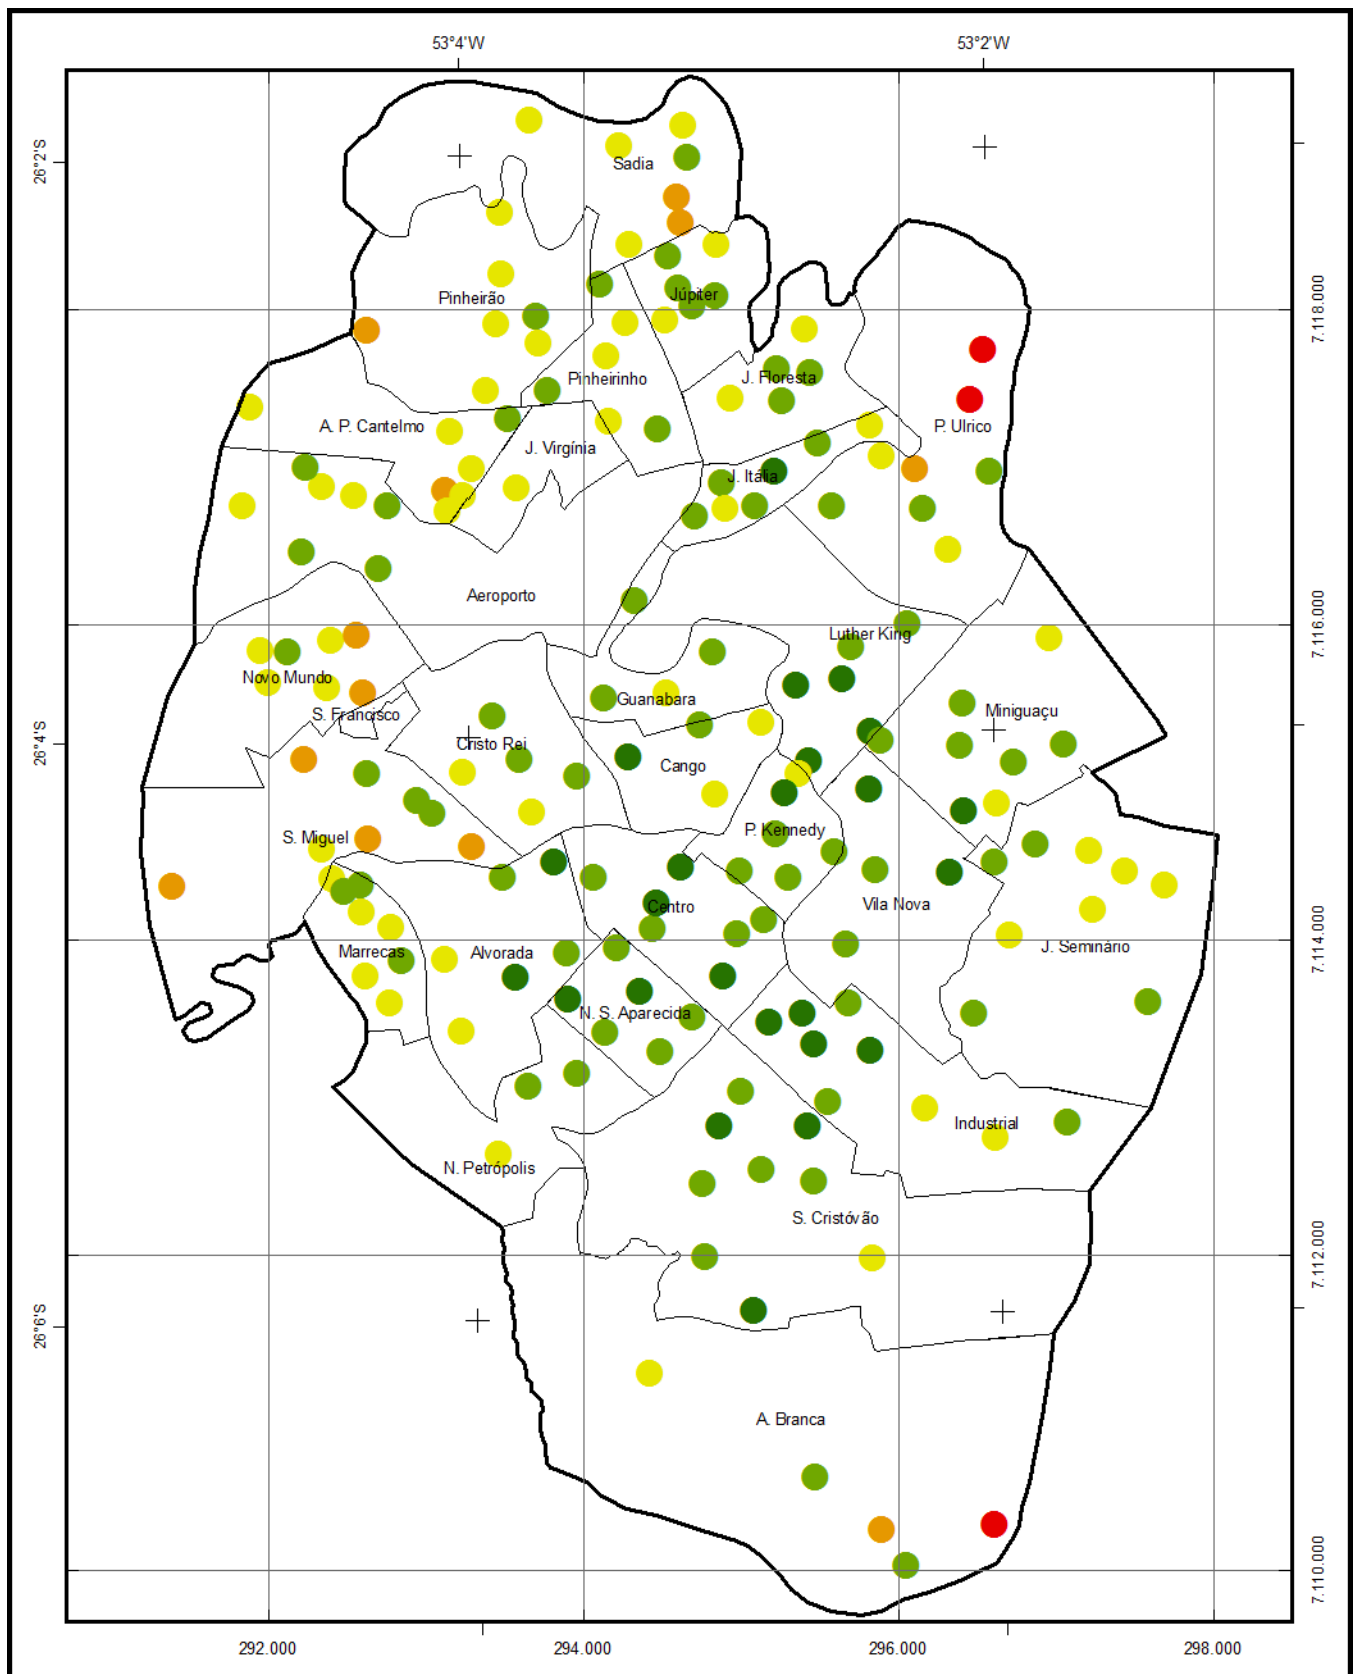 53°4'W
53°2'W
26°2'S
Sadia
Pinheirão
Júpiter
7.118.000
Pinheirinho
J. Floresta
A. P. Cantelmo
P. Ulrico
J. Virgínia
J. Itália
Aeroporto
7.116.000
Luther King
Novo Mundo
Guanabara
S. Francisco
Miniguaçu
26°4'S
Cristo Rei
Cango
P. Kennedy
S. Miguel
Vila Nova
Centro
7.114.000
Marrecas
Alvorada
J. Seminário
N. S. Aparecida
Industrial
N. Petrópolis
S. Cristóvão
7.112.000
26°6'S
A. Branca
7.110.000
292.000
294.000
296.000
298.000